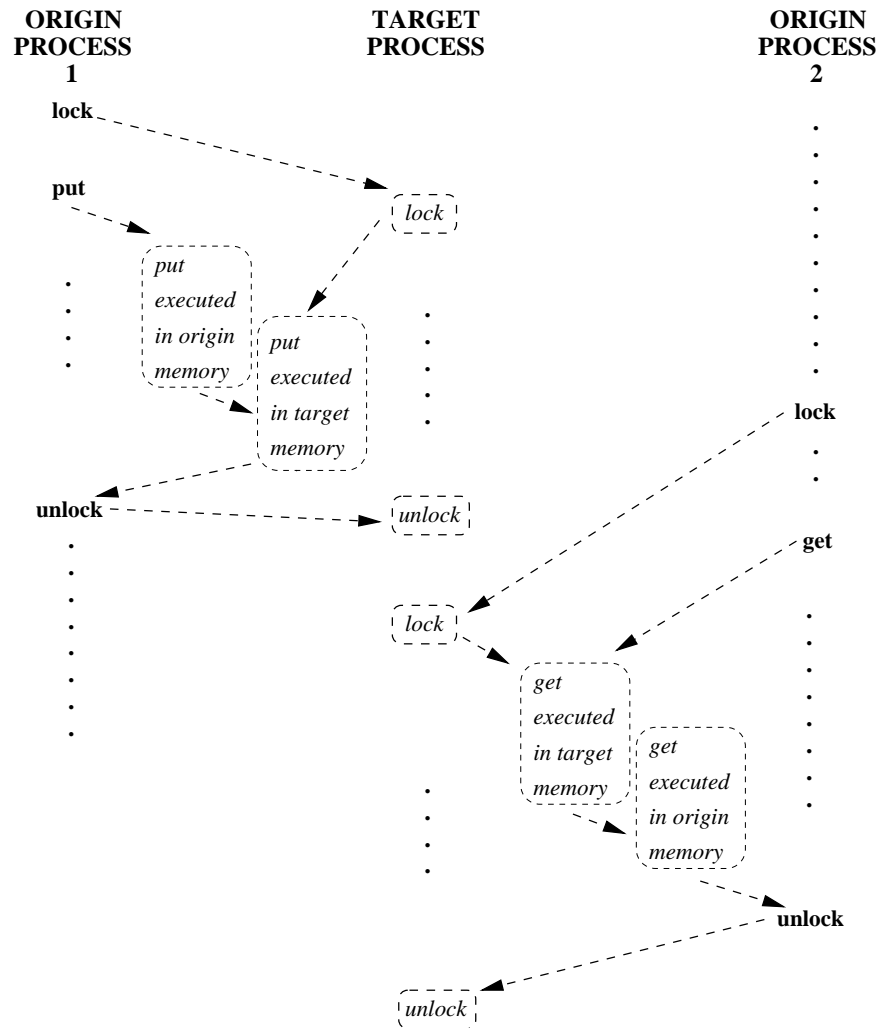 ORIGIN PROCESS 1
TARGET PROCESS
ORIGIN PROCESS 2
lock
put
lock
put
executed
in origin
memory
put
executed
in target
memory
lock
unlock
unlock
get
lock
get
executed
in target
memory
get
executed
in origin
memory
unlock
unlock